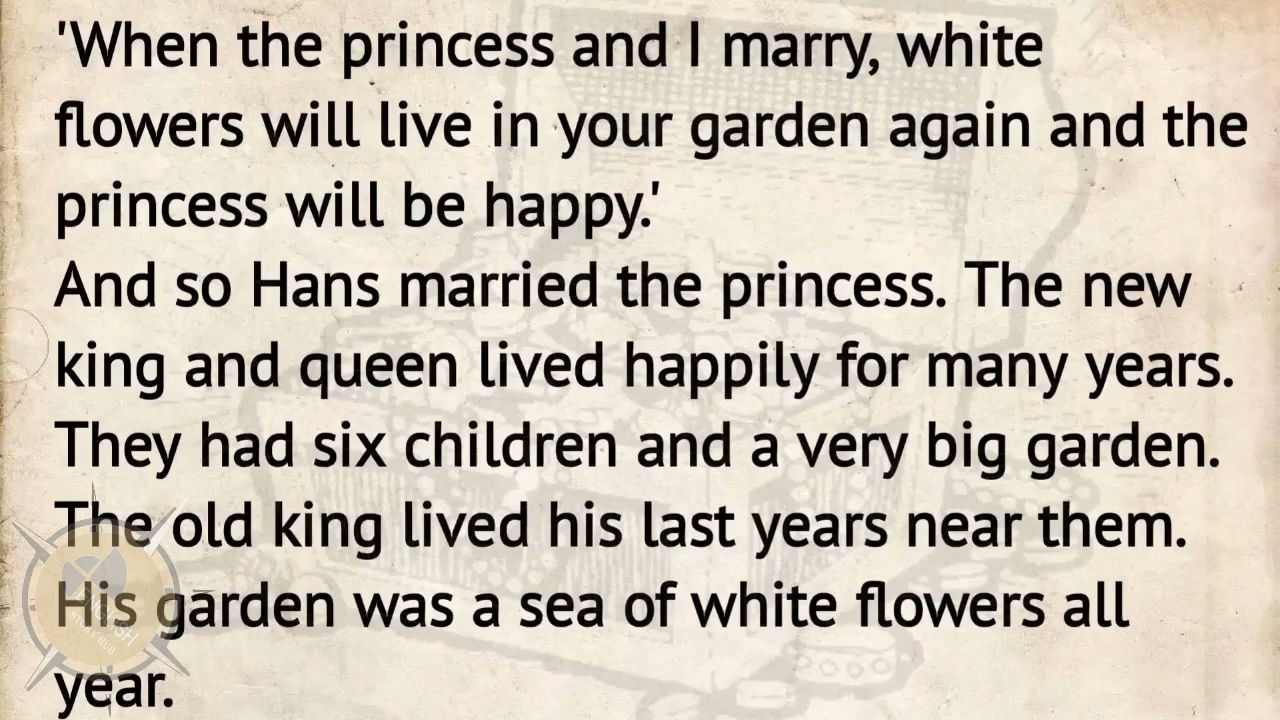 'When the princess and I marry, white
flowers will live in your garden again and the
princess will be happy.'
And so Hans married the princess. The new
king and queen lived happily for many years.
They had six children and a very big garden.
The old king lived his last years near them.
His garden was a sea of white flowers all
year.